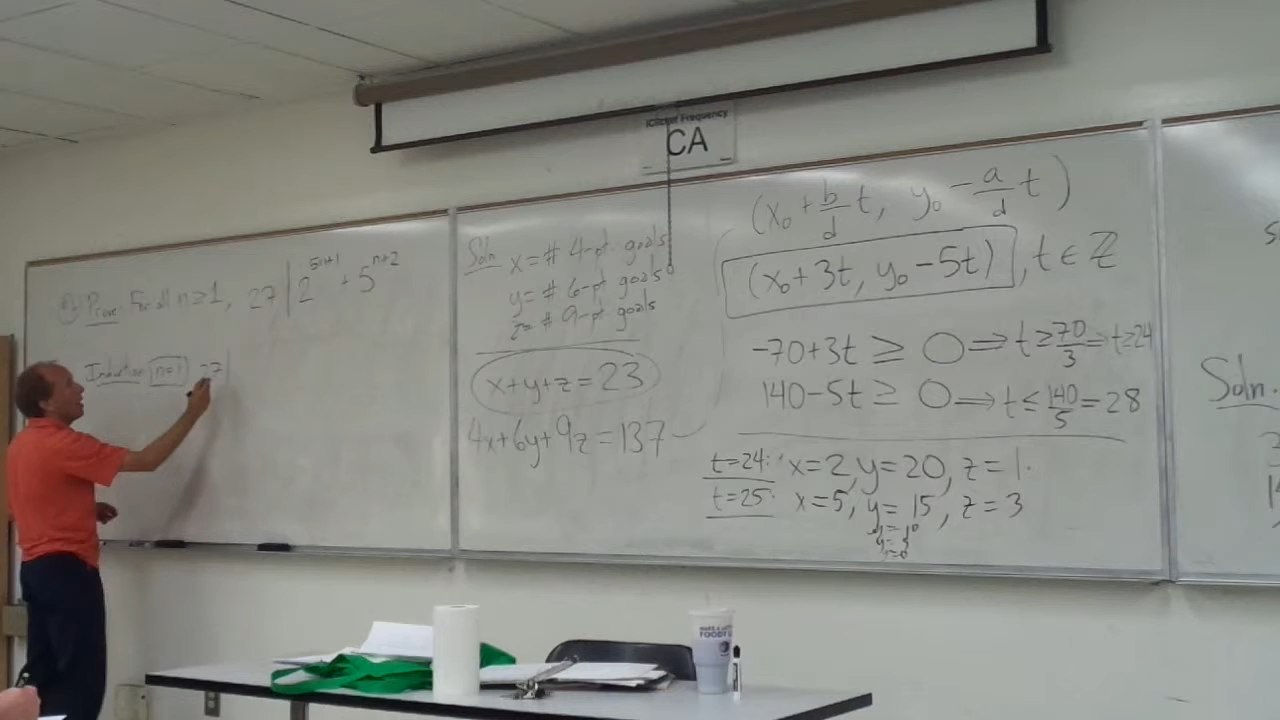 iClicker Frequency
CA
Prove: For all n≥1, 27 | 2^{5n+1} + 5^{n+2}
Induction n=1 27|
Soln x = # 4-pt goals
y = # 6-pt goals
z = # 9-pt goals
x+y+z = 23
4x+6y+9z = 137
(x₀ + b/d t, y₀ - a/d t)
(x₀+3t, y₀-5t), t ∈ ℤ
-70+3t ≥ 0 ⟹ t ≥ 70/3 ⟹ t≥24
140-5t ≥ 0 ⟹ t ≤ 140/5 = 28
t=24: x=2, y=20, z=1.
t=25: x=5, y=15, z=3
Soln.